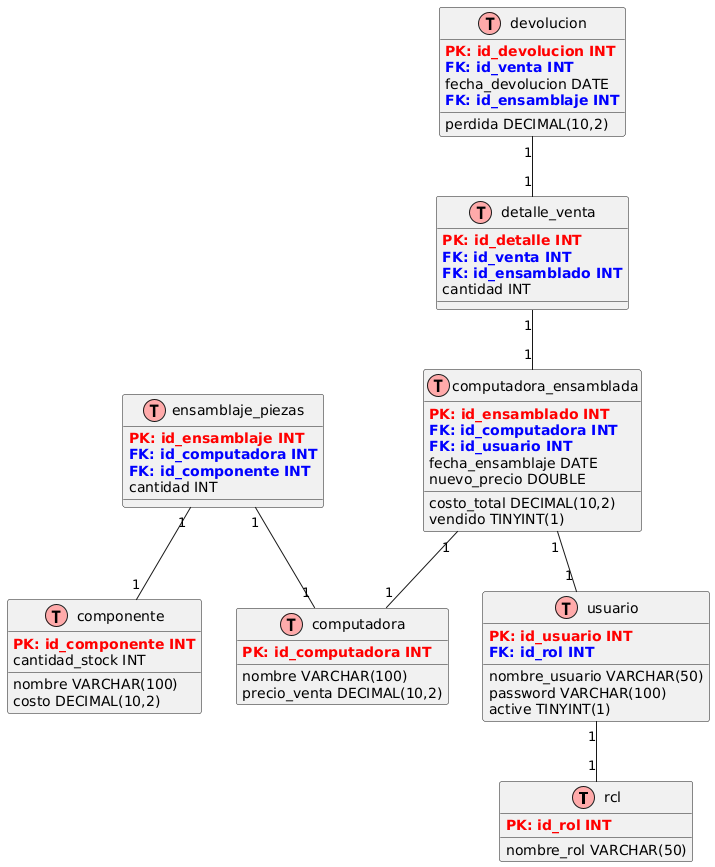 T devolucion
PK: id_devolucion INT
FK: id_venta INT
fecha_devolucion DATE
FK: id_ensamblaje INT
perdida DECIMAL(10,2)
1
1
T detalle_venta
PK: id_detalle INT
FK: id_venta INT
FK: id_ensamblado INT
cantidad INT
1
1
T computadora_ensamblada
PK: id_ensamblado INT
FK: id_computadora INT
FK: id_usuario INT
fecha_ensamblaje DATE
nuevo_precio DOUBLE
costo_total DECIMAL(10,2)
vendido TINYINT(1)
T ensamblaje_piezas
PK: id_ensamblaje INT
FK: id_computadora INT
FK: id_componente INT
cantidad INT
1
1
1
1
1
1
1
1
T componente
PK: id_componente INT
cantidad_stock INT
nombre VARCHAR(100)
costo DECIMAL(10,2)
T computadora
PK: id_computadora INT
nombre VARCHAR(100)
precio_venta DECIMAL(10,2)
T usuario
PK: id_usuario INT
FK: id_rol INT
nombre_usuario VARCHAR(50)
password VARCHAR(100)
active TINYINT(1)
1
1
T rcl
PK: id_rol INT
nombre_rol VARCHAR(50)